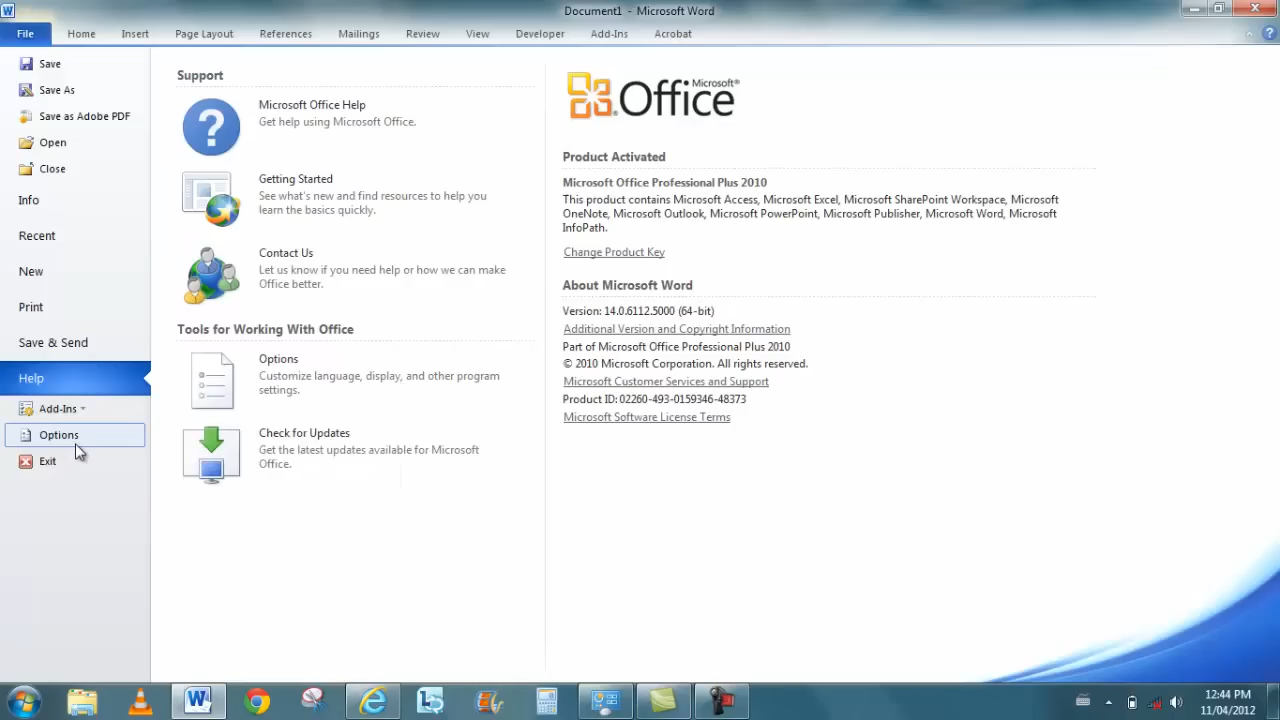 Document1 - Microsoft Word
File Home Insert Page Layout References Mailings Review View Developer Add-Ins Acrobat
Save
Save As
Save as Adobe PDF
Open
Close
Info
Recent
New
Print
Save & Send
Help
Add-Ins
Options
Exit
Support
Microsoft Office Help
Get help using Microsoft Office.
Getting Started
See what's new and find resources to help you
learn the basics quickly.
Contact Us
Let us know if you need help or how we can make
Office better.
Tools for Working With Office
Options
Customize language, display, and other program
settings.
Check for Updates
Get the latest updates available for Microsoft
Office.
Microsoft®
Office
Product Activated
Microsoft Office Professional Plus 2010
This product contains Microsoft Access, Microsoft Excel, Microsoft SharePoint Workspace, Microsoft
OneNote, Microsoft Outlook, Microsoft PowerPoint, Microsoft Publisher, Microsoft Word, Microsoft
InfoPath.
Change Product Key
About Microsoft Word
Version: 14.0.6112.5000 (64-bit)
Additional Version and Copyright Information
Part of Microsoft Office Professional Plus 2010
© 2010 Microsoft Corporation. All rights reserved.
Microsoft Customer Services and Support
Product ID: 02260-493-0159346-48373
Microsoft Software License Terms
12:44 PM
11/04/2012